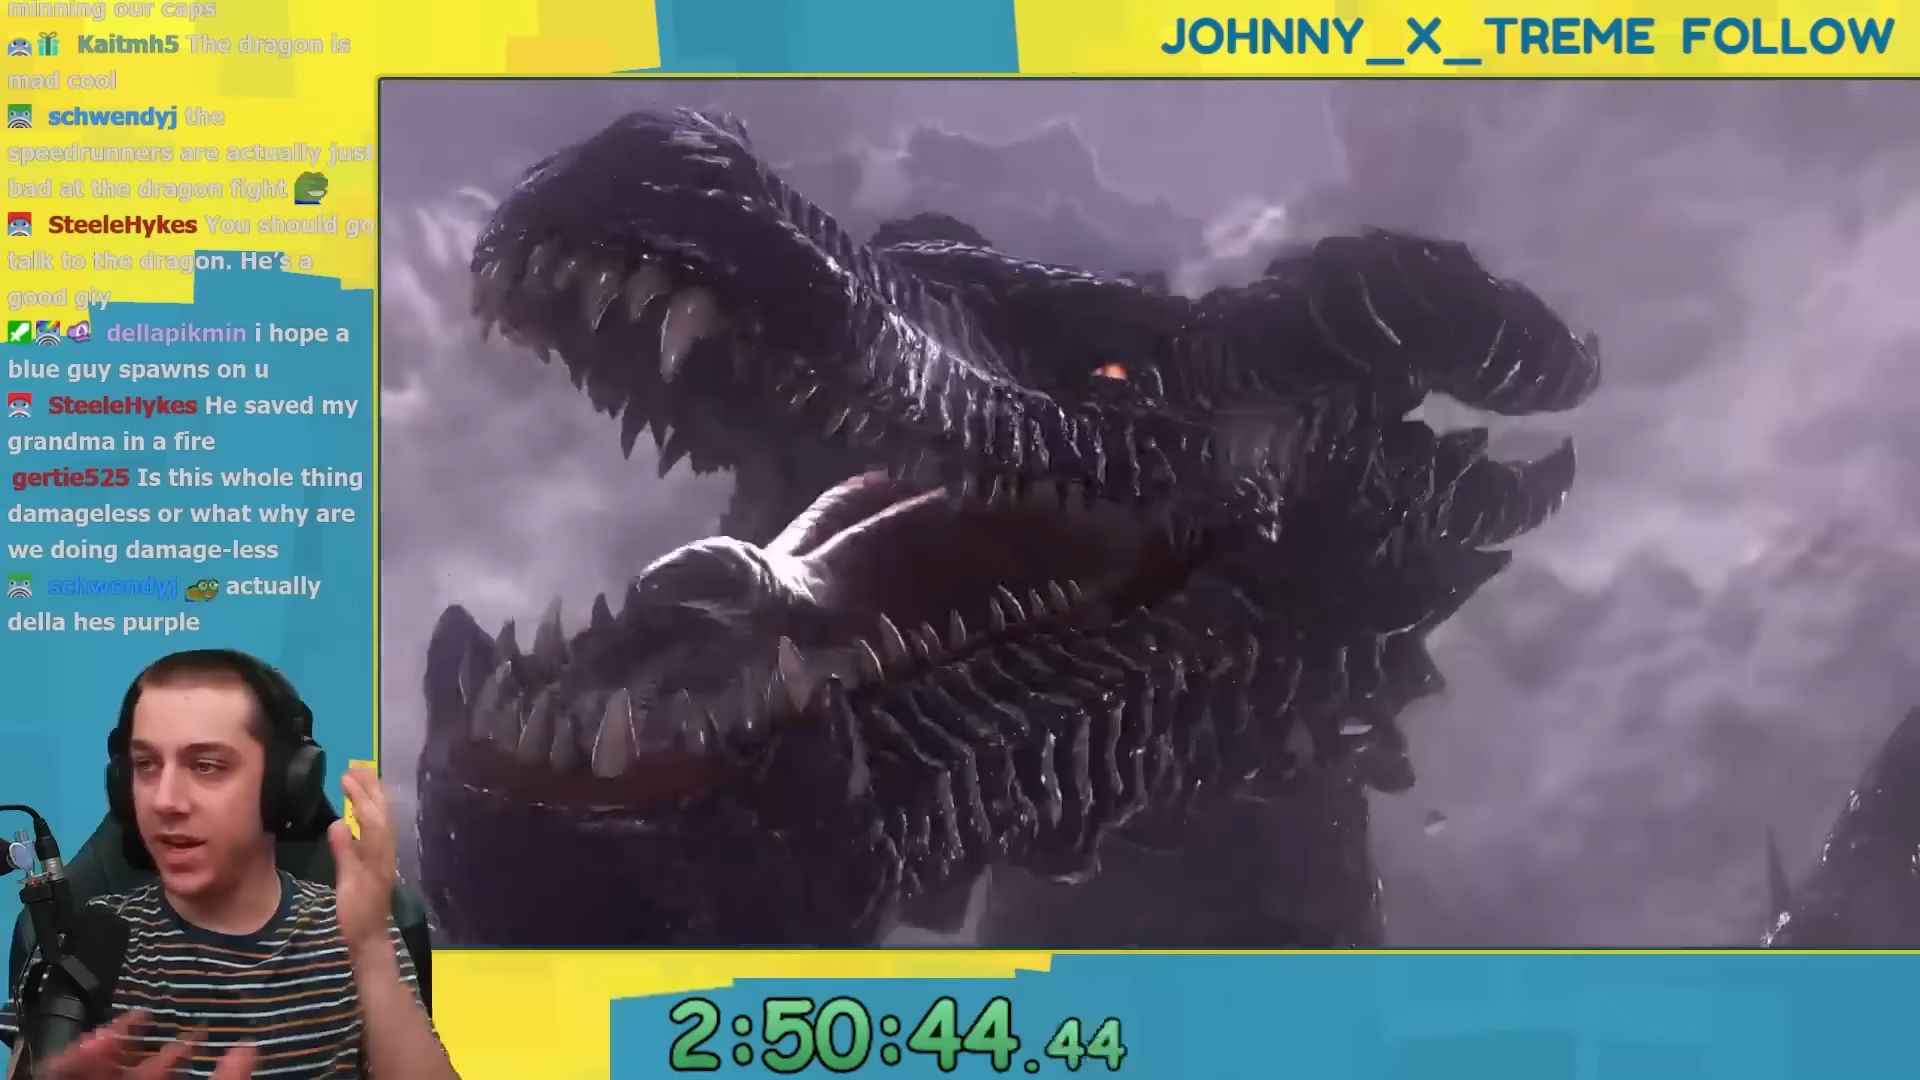 minning our caps
JOHNNY_X_TREME FOLLOW
Kaitmh5 The dragon is
mad cool
schwendyj the
speedrunners are actually just
bad at the dragon fight
SteeleHykes You should go
talk to the dragon. He's a
good giy
dellapikmin i hope a
blue guy spawns on u
SteeleHykes He saved my
grandma in a fire
gertie525 Is this whole thing
damageless or what why are
we doing damage-less
schwendyj actually
della hes purple
2:50:44.44